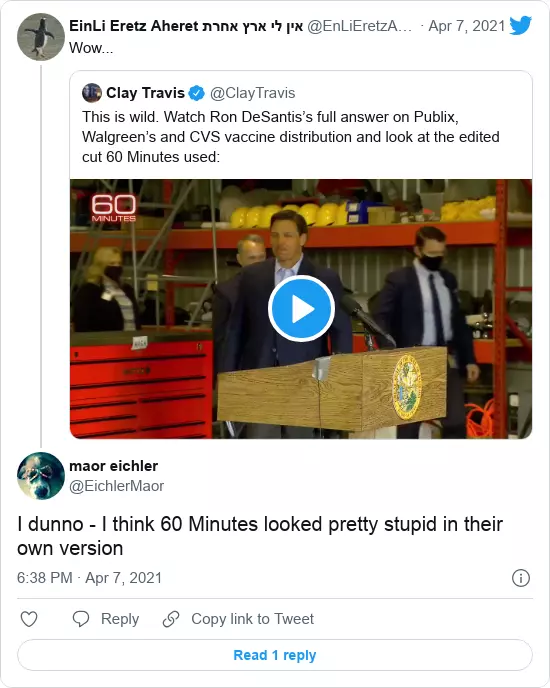 EinLi Eretz Aheret אין לי ארץ אחרת @EnLiEretzA... · Apr 7, 2021
Wow...
Clay Travis @ClayTravis
This is wild. Watch Ron DeSantis’s full answer on Publix,
Walgreen’s and CVS vaccine distribution and look at the edited
cut 60 Minutes used:
60
MINUTES
maor eichler
@EichlerMaor
I dunno - I think 60 Minutes looked pretty stupid in their
own version
6:38 PM · Apr 7, 2021
Reply
Copy link to Tweet
Read 1 reply